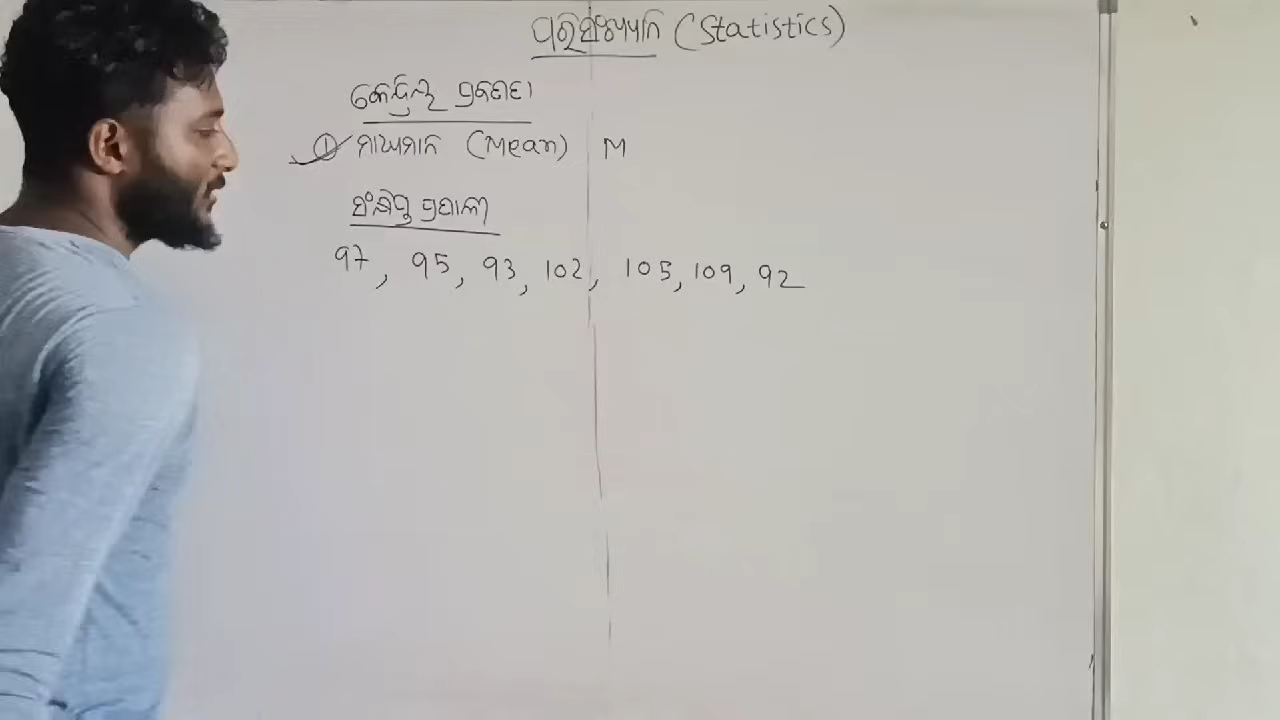 ପରିସଂଖ୍ୟାନ (Statistics)
କେନ୍ଦ୍ରିୟ ପ୍ରବଣତା
① ମାଧ୍ୟମାନ (Mean) M
ସଂକ୍ଷିପ୍ତ ପ୍ରଣାଳୀ
97, 95, 93, 102, 105, 109, 92